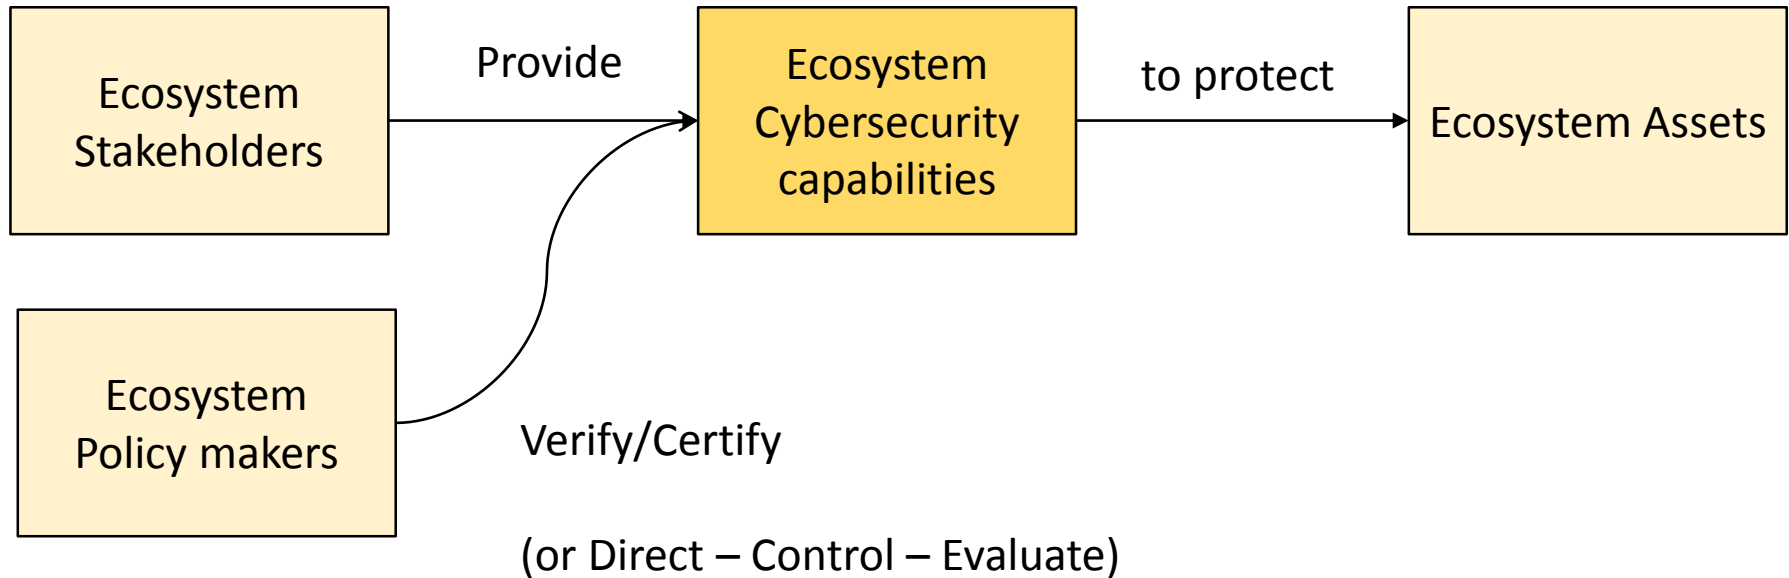 Ecosystem
Stakeholders
Provide
Ecosystem
Cybersecurity
capabilities
to protect
Ecosystem Assets
Ecosystem
Policy makers
Verify/Certify
(or Direct – Control – Evaluate)